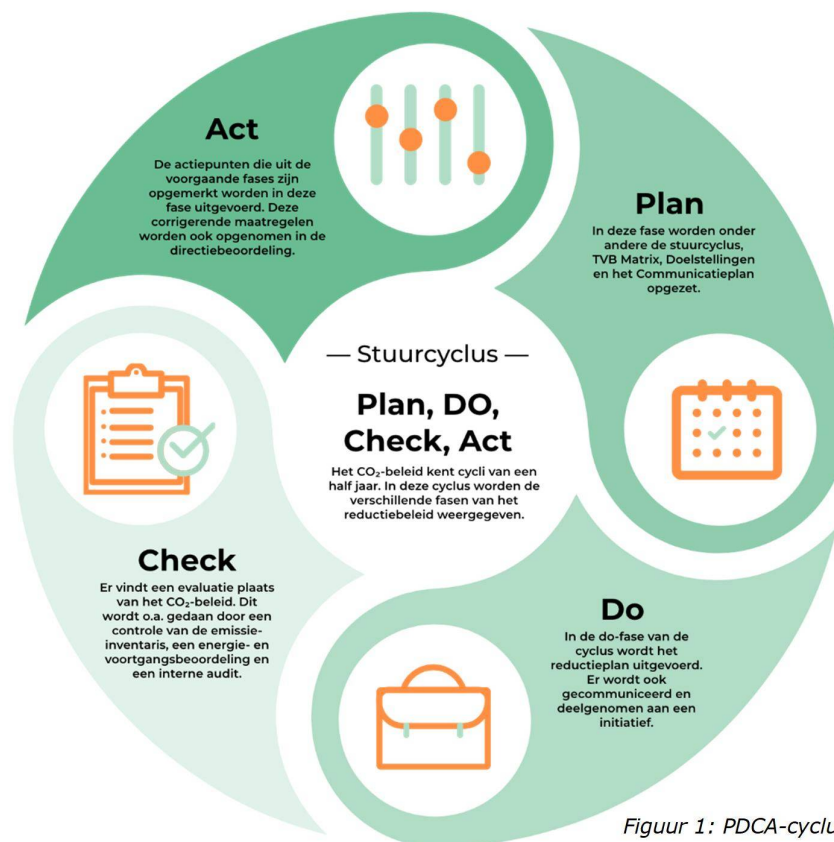 Act
De actiepunten die uit de
voorgaande fases zijn
opgemerkt worden in deze
fase uitgevoerd. Deze
corrigerende maatregelen
worden ook opgenomen in de
directiebeoordeling.
Plan
In deze fase worden onder
andere de stuurcyclus,
TVB Matrix, Doelstellingen
en het Communicatieplan
opgezet.
— Stuurcyclus —
Plan, DO,
Check, Act
Het CO₂-beleid kent cycli van een
half jaar. In deze cyclus worden de
verschillende fasen van het
reductiebeleid weergegeven.
Check
Er vindt een evaluatie plaats
van het CO₂-beleid. Dit
wordt o.a. gedaan door een
controle van de emissie-
inventaris, een energie- en
voortgangsbeoordeling en
een interne audit.
Do
In de do-fase van de
cyclus wordt het
reductieplan uitgevoerd.
Er wordt ook
gecommuniceerd en
deelgenomen aan een
initiatief.
Figuur 1: PDCA-cyclu